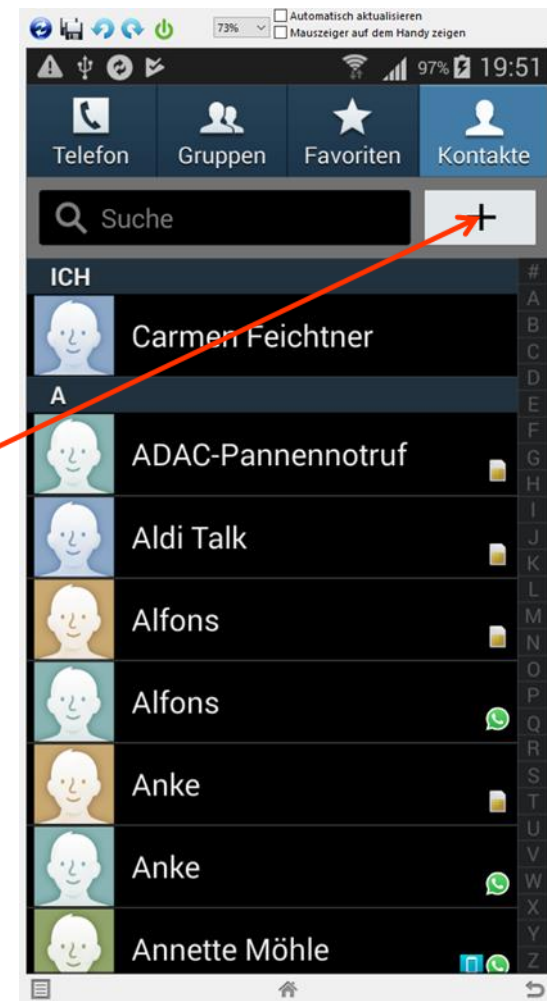 73%
Automatisch aktualisieren
Mauszeiger auf dem Handy zeigen
97% 19:51
Telefon Gruppen Favoriten Kontakte
Suche +
ICH
Carmen Feichtner
A
ADAC-Pannennotruf
Aldi Talk
Alfons
Alfons
Anke
Anke
Annette Möhle
#
A
B
C
D
E
F
G
H
I
J
K
L
M
N
O
P
Q
R
S
T
U
V
W
X
Y
Z